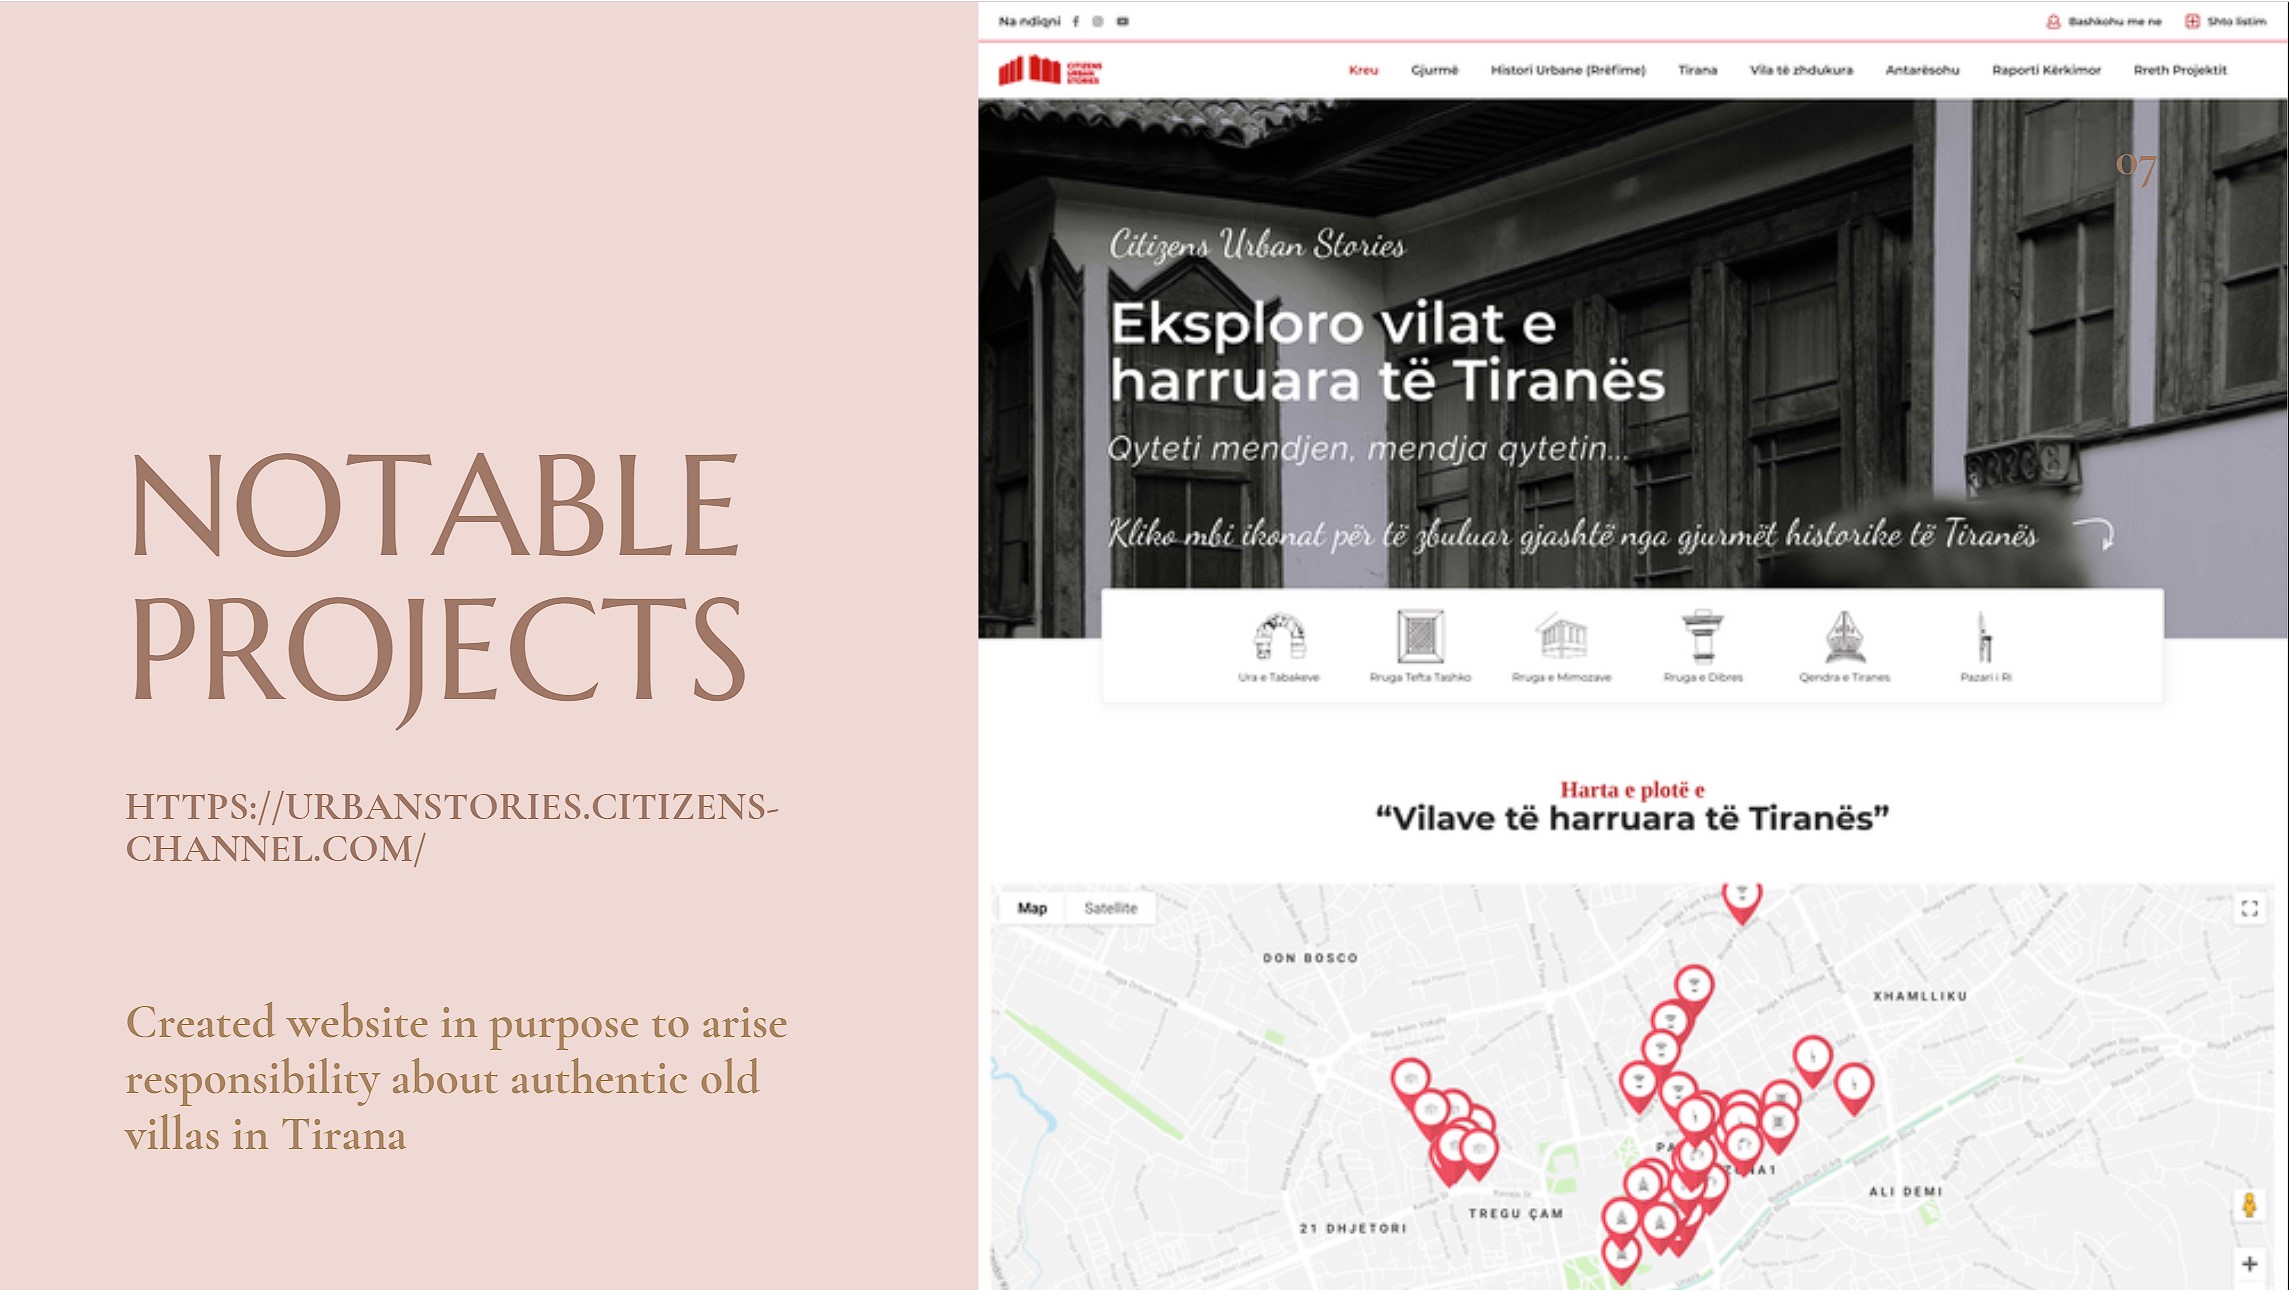 NOTABLE
PROJECTS
HTTPS://URBANSTORIES.CITIZENS-
CHANNEL.COM/
Created website in purpose to arise
responsibility about authentic old
villas in Tirana
Na ndiqni
Bashkohu me ne
Shto listim
CITIZENS
URBAN
STORIES
Kreu
Gjurmë
Histori Urbane (Rrëfime)
Tirana
Vila të zhdukura
Antarësohu
Raporti Kërkimor
Rreth Projektit
07
Citizens Urban Stories
Eksploro vilat e
harruara të Tiranës
Qyteti mendjen, mendja qytetin...
Kliko mbi ikonat për të zbuluar gjashtë nga gjurmët historike të Tiranës
Ura e Tabakeve
Rruga Tefta Tashko
Rruga e Mimozave
Rruga e Dibres
Qendra e Tiranes
Pazari i Ri
Harta e plotë e
“Vilave të harruara të Tiranës”
Map
Satellite
DON BOSCO
XHAMLLIKU
ALI DEMI
TREGU ÇAM
21 DHJETORI